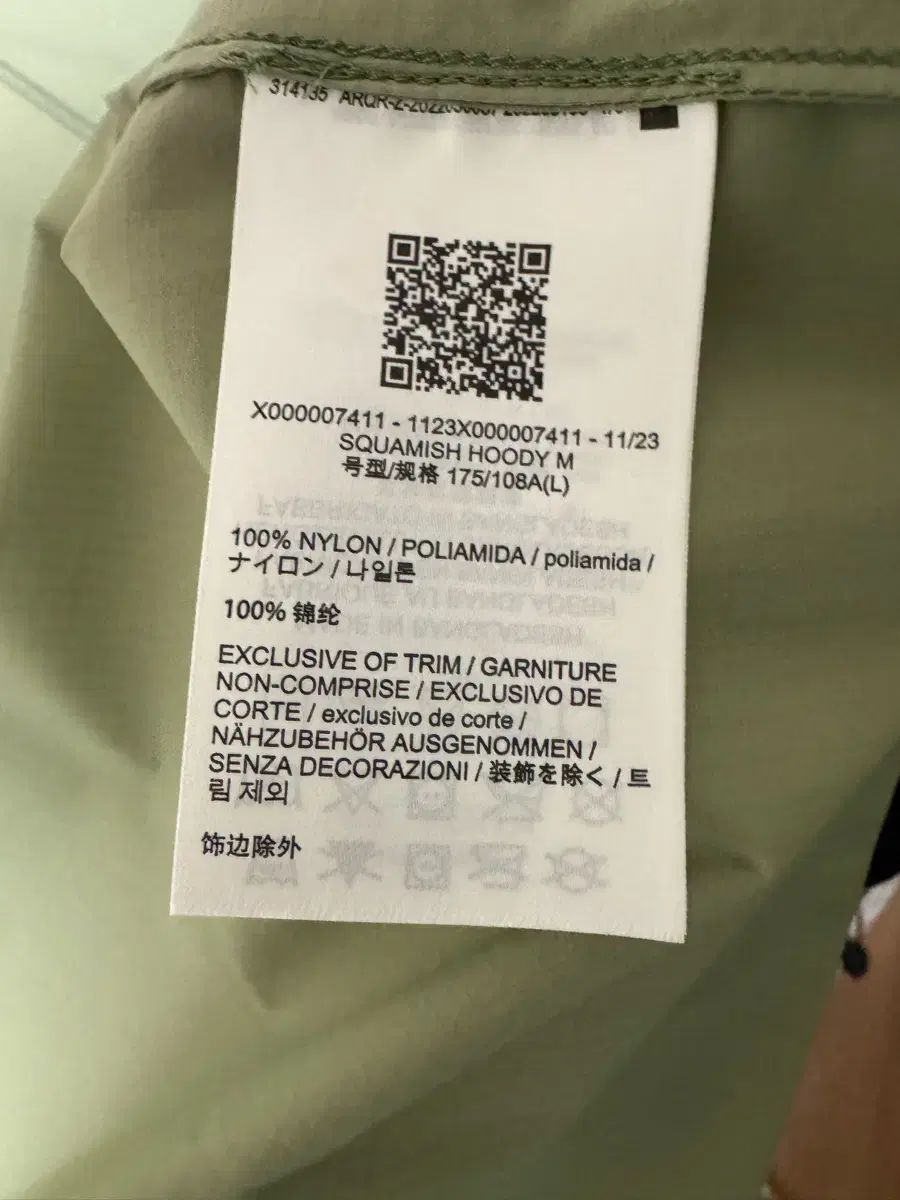 314135
X000007411 - 1123X000007411 - 11/23
SQUAMISH HOODY M
号型/规格 175/108A(L)
100% NYLON / POLIAMIDA / poliamida /
ナイロン / 나일론
100% 锦纶
EXCLUSIVE OF TRIM / GARNITURE
NON-COMPRISE / EXCLUSIVO DE
CORTE / exclusivo de corte /
NÄHZUBEHÖR AUSGENOMMEN /
SENZA DECORAZIONI / 装飾を除く / 트
림 제외
饰边除外